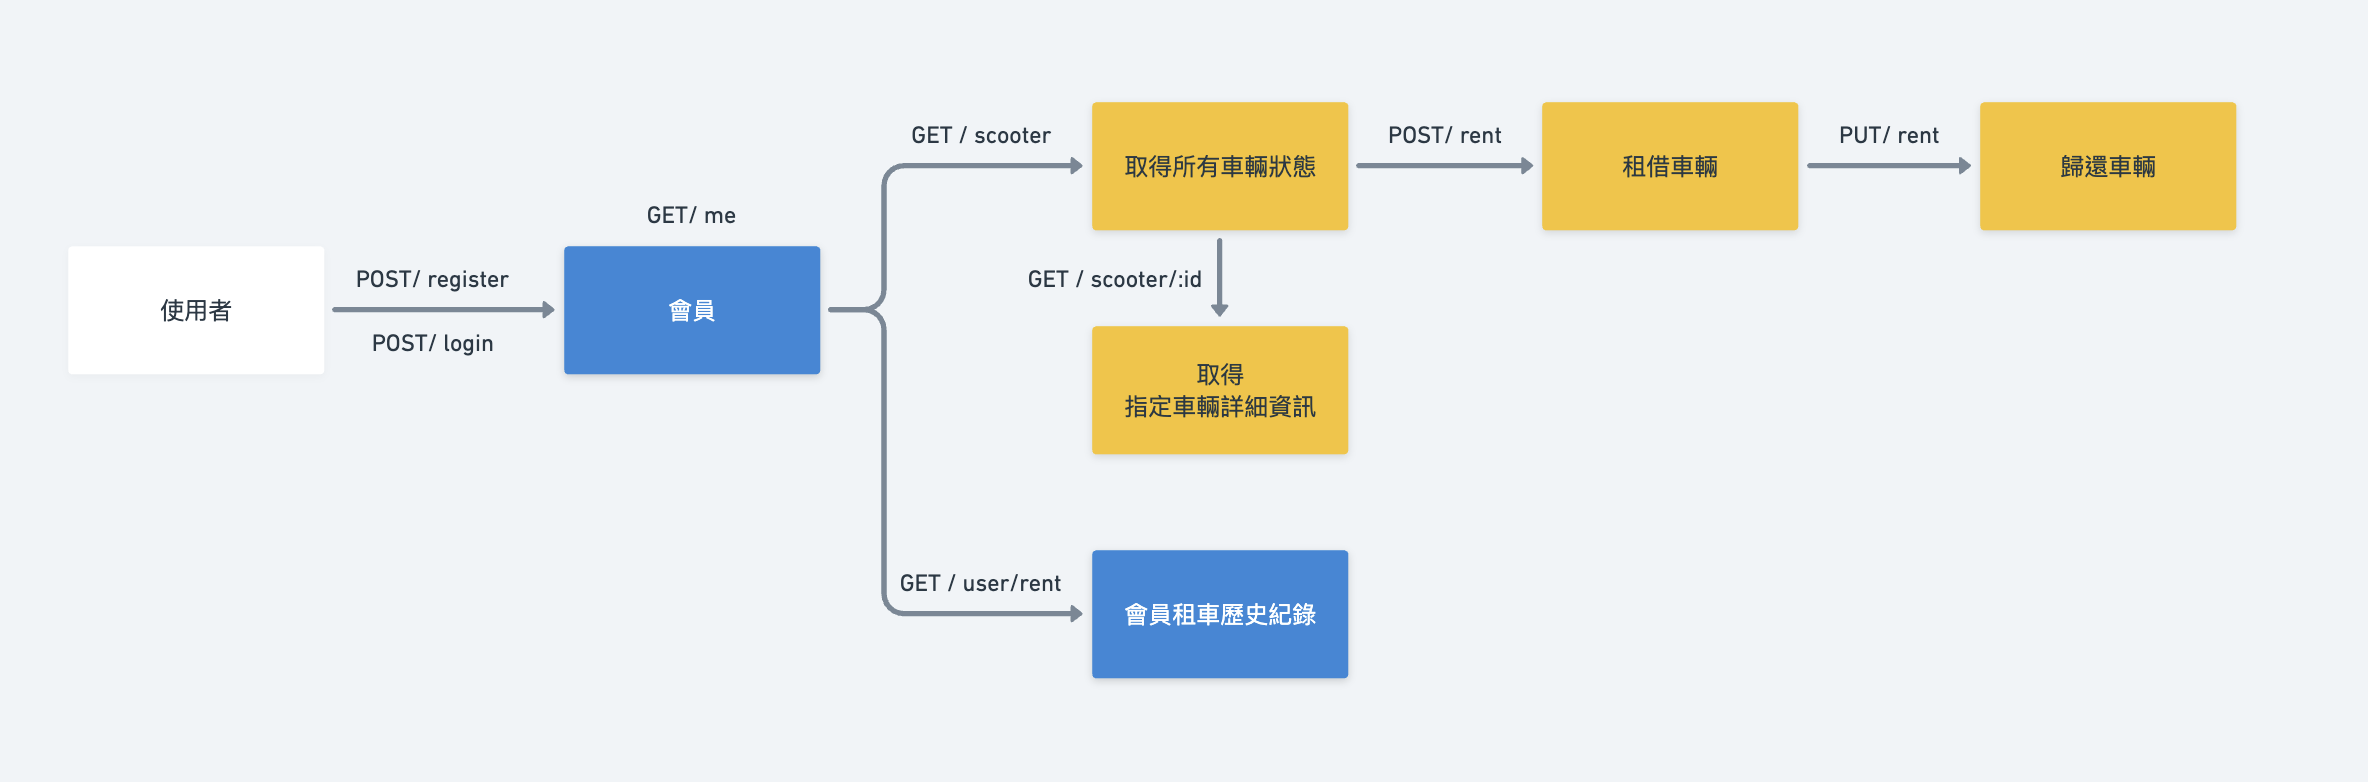 使用者
POST/ register
POST/ login
GET/ me
會員
GET / scooter
取得所有車輛狀態
POST/ rent
租借車輛
PUT/ rent
歸還車輛
GET / scooter/:id
取得
指定車輛詳細資訊
GET / user/rent
會員租車歷史紀錄